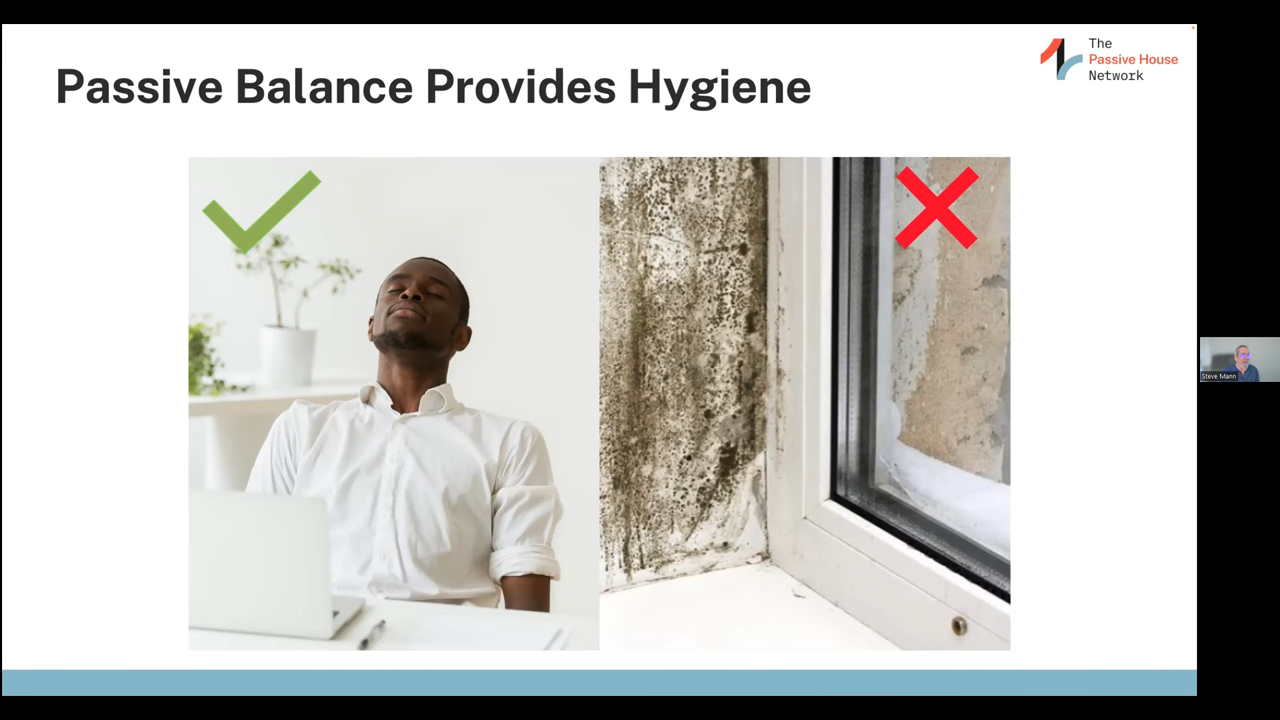 Passive Balance Provides Hygiene
The
Passive House
Network
Steve Mann